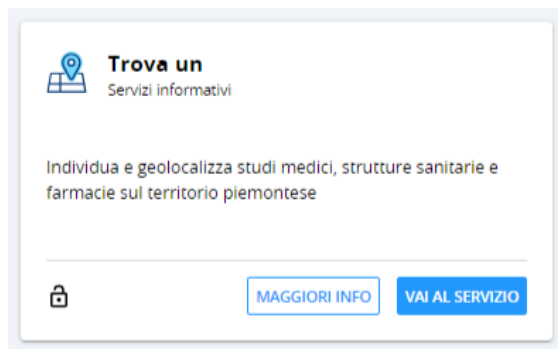 Trova un
Servizi informativi
Individua e geolocalizza studi medici, strutture sanitarie e
farmacie sul territorio piemontese
MAGGIORI INFO
VAI AL SERVIZIO